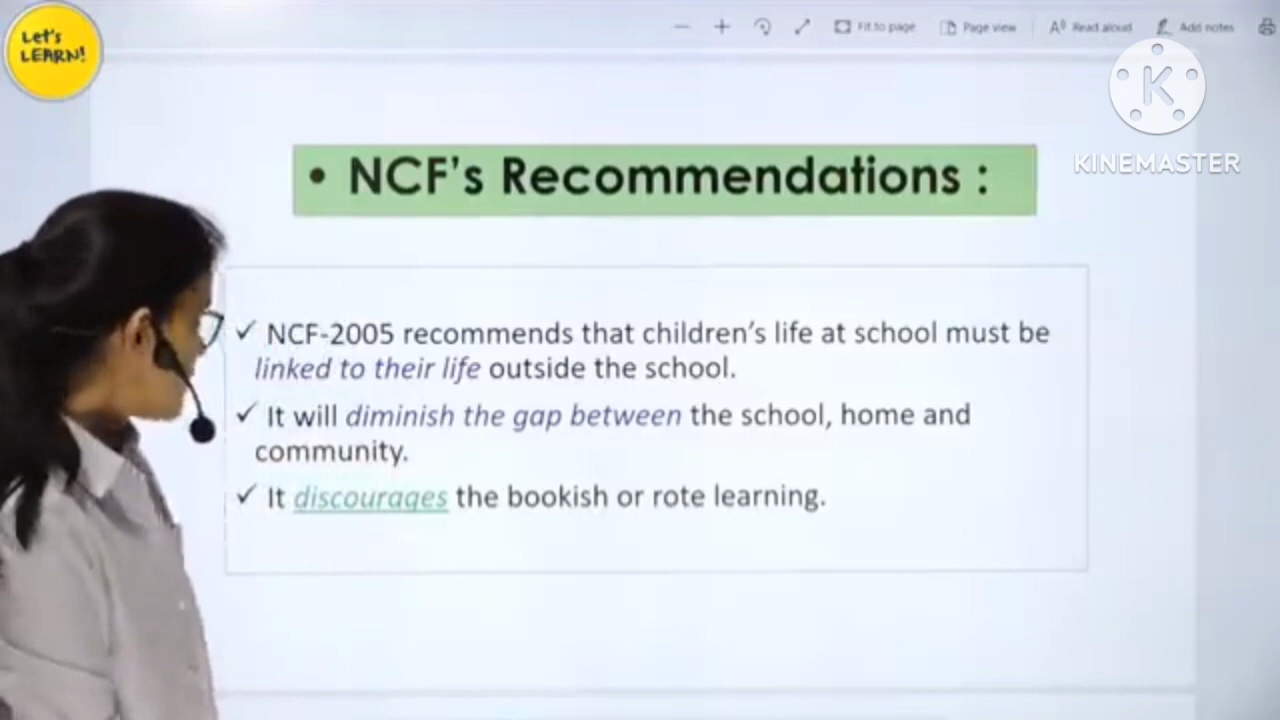 Let's
LEARN!
Fit to page
Page view
Read aloud
Add notes
K
KINEMASTER
• NCF's Recommendations :
✓ NCF-2005 recommends that children's life at school must be
linked to their life outside the school.
✓ It will diminish the gap between the school, home and
community.
✓ It discourages the bookish or rote learning.